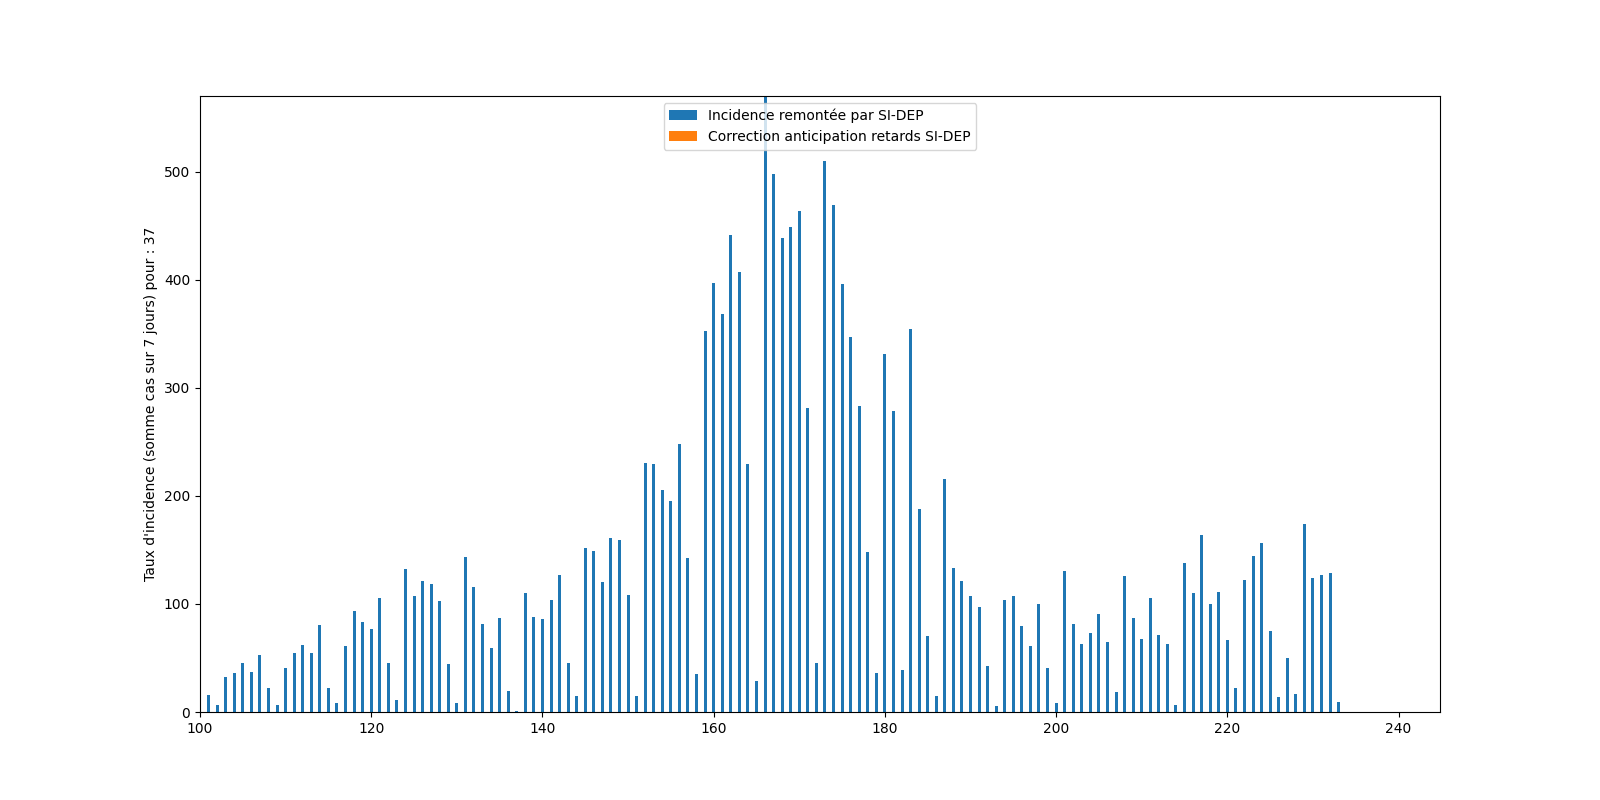 Incidence remontée par SI-DEP
Correction anticipation retards SI-DEP
Taux d'incidence (somme cas sur 7 jours) pour : 37
500
400
300
200
100
0
100 120 140 160 180 200 220 240